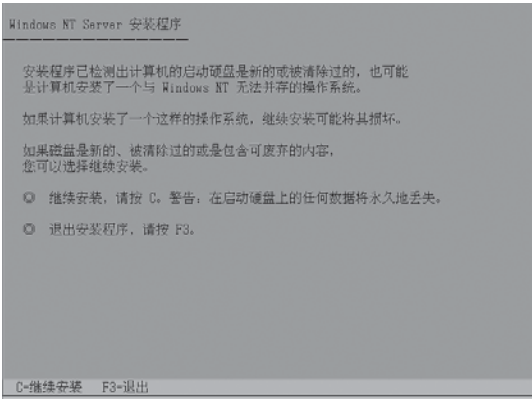 Windows NT Server 安装程序
安装程序已检测出计算机的启动硬盘是新的或被清除过的，也可能
是计算机安装了一个与 Windows NT 无法并存的操作系统。
如果计算机安装了一个这样的操作系统，继续安装可能将其损坏。
如果磁盘是新的、被清除过的或是包含可废弃的内容，
您可以选择继续安装。
◎ 继续安装，请按 C。警告：在启动硬盘上的任何数据将永久地丢失。
◎ 退出安装程序，请按 F3。
C=继续安装 F3=退出